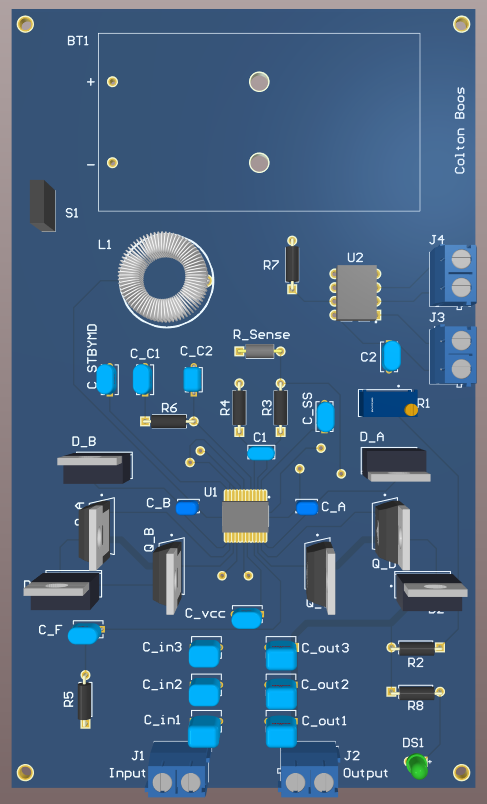 BT1
+
Colton Boos
-
S1
L1
R7
U2
J4
R_Sense
J3
C_STBYMD
C_C1
C_C2
C2
R4
R3
C_SS
R1
R6
D_B
C1
D_A
U1
C_B
C_A
Q_B
C_vcc
C_F
C_in3
C_out3
R2
C_in2
C_out2
R5
R8
C_in1
C_out1
J1
J2
DS1
Input
Output